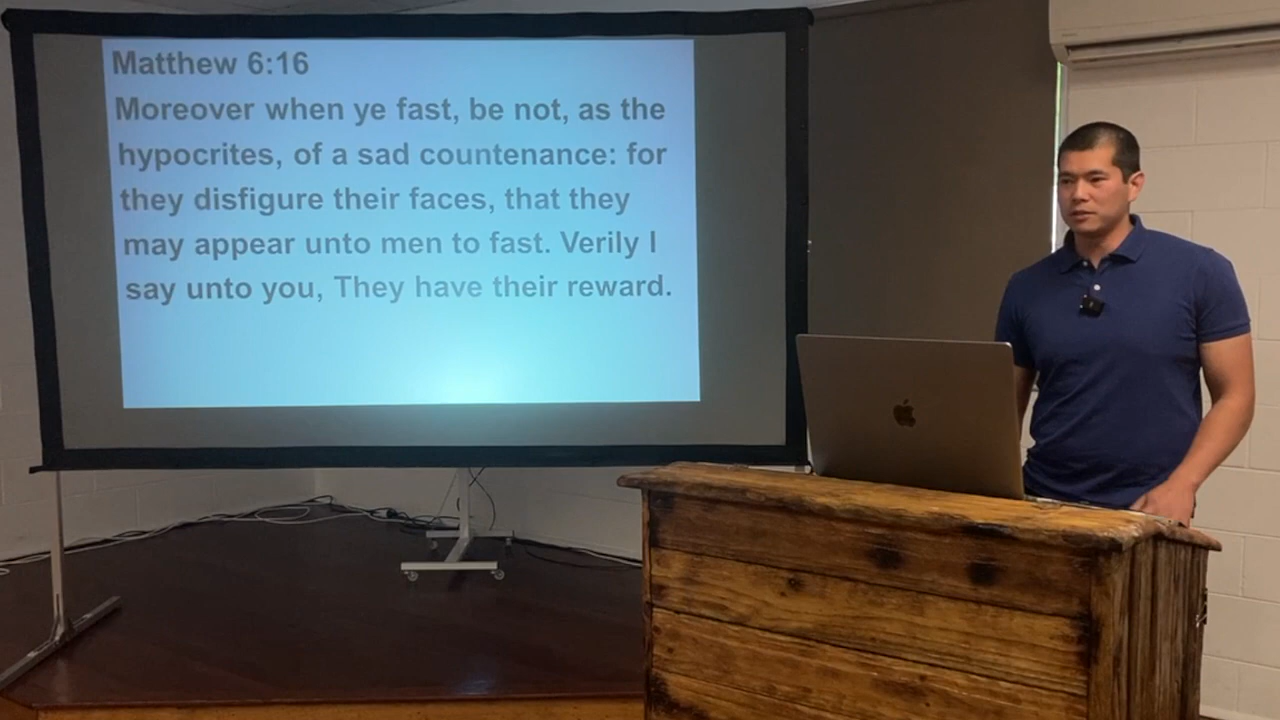 Matthew 6:16
Moreover when ye fast, be not, as the
hypocrites, of a sad countenance: for
they disfigure their faces, that they
may appear unto men to fast. Verily I
say unto you, They have their reward.